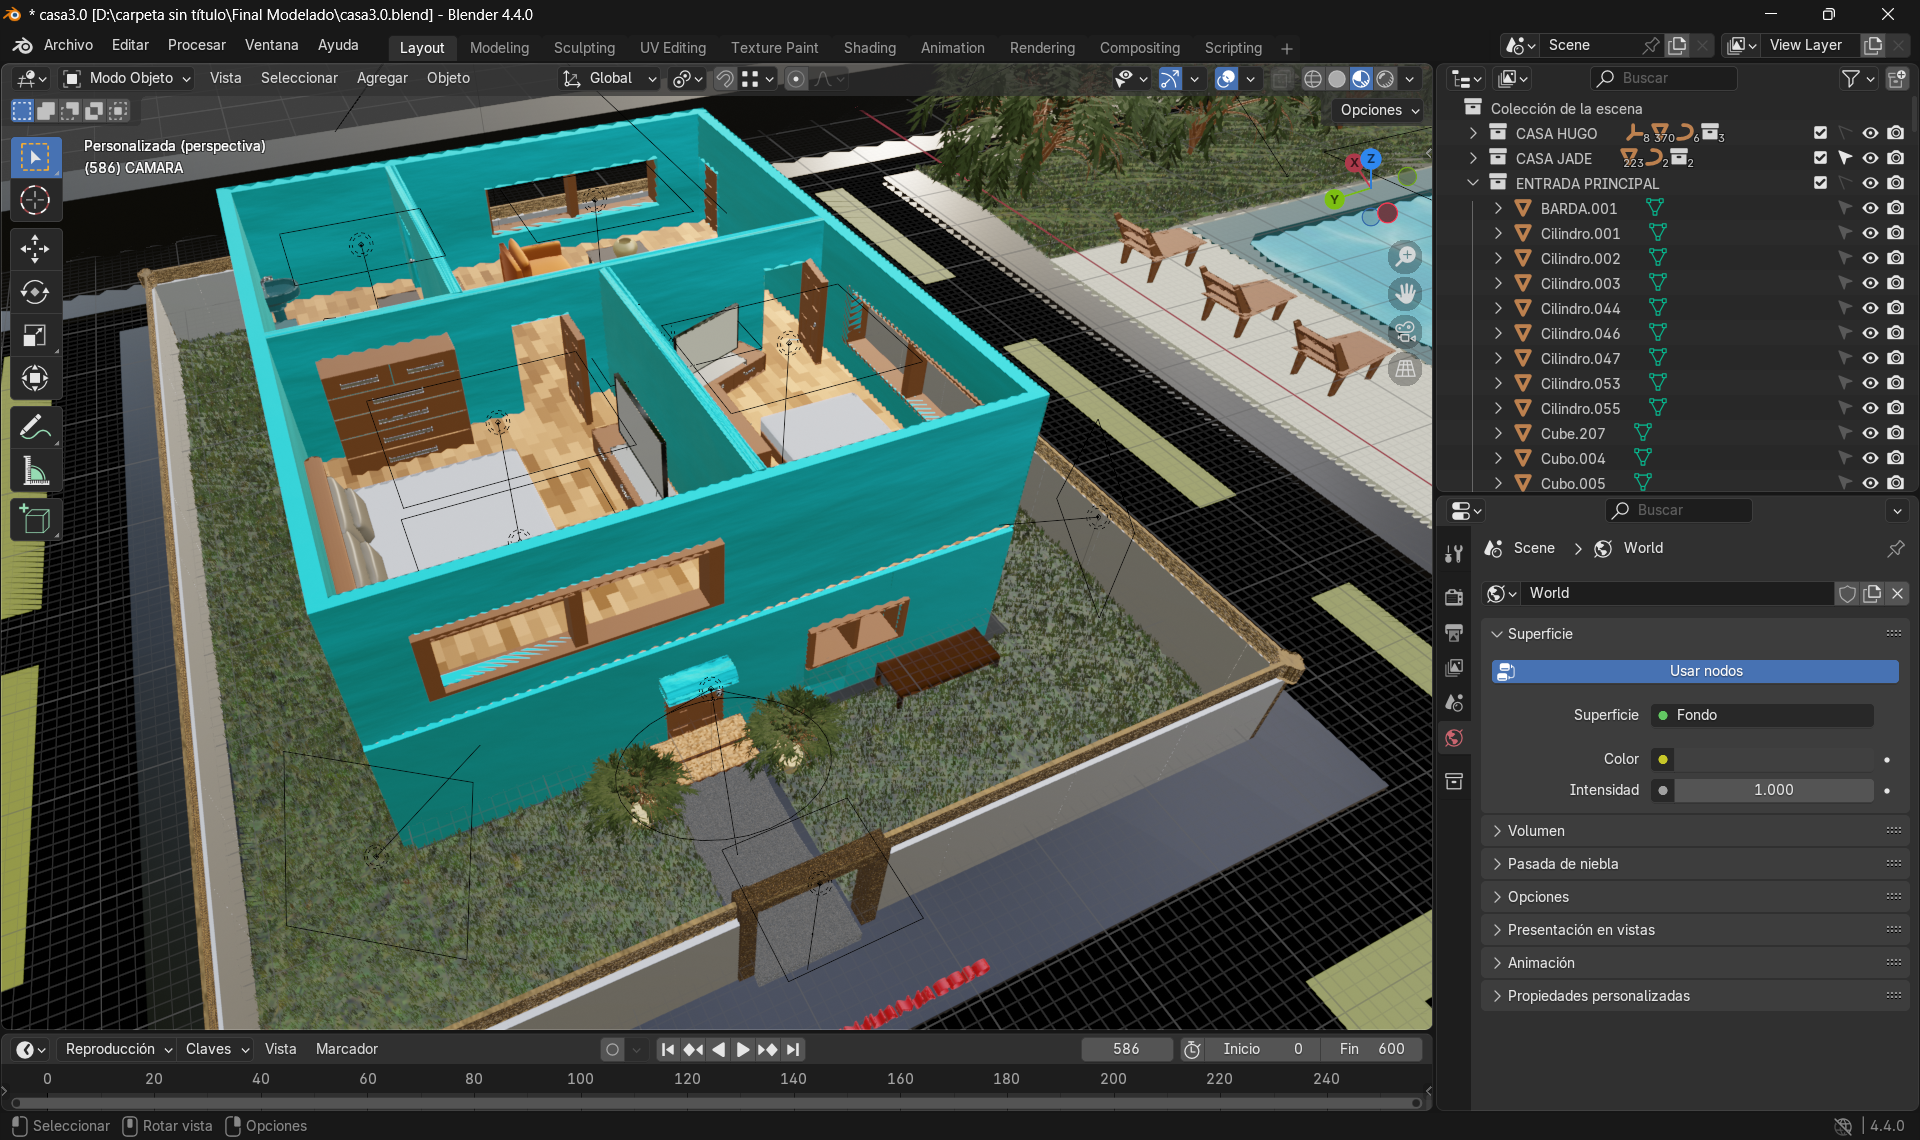 * casa3.0 [D:\carpeta sin título\Final Modelado\casa3.0.blend] - Blender 4.4.0
Archivo Editar Procesar Ventana Ayuda
Layout Modeling Sculpting UV Editing Texture Paint Shading Animation Rendering Compositing Scripting +
Scene
View Layer
Modo Objeto Vista Seleccionar Agregar Objeto
Global
Opciones
Personalizada (perspectiva)
(586) CAMARA
X
Y
Z
Buscar
Colección de la escena
CASA HUGO 8 370 6 3
CASA JADE 223 2 2
ENTRADA PRINCIPAL
BARDA.001
Cilindro.001
Cilindro.002
Cilindro.003
Cilindro.044
Cilindro.046
Cilindro.047
Cilindro.053
Cilindro.055
Cube.207
Cubo.004
Cubo.005
Buscar
Scene > World
World
Superficie
Usar nodos
Superficie Fondo
Color
Intensidad 1.000
Volumen
Pasada de niebla
Opciones
Presentación en vistas
Animación
Propiedades personalizadas
Reproducción Claves Vista Marcador
586
Inicio 0
Fin 600
0 20 40 60 80 100 120 140 160 180 200 220 240
Seleccionar Rotar vista Opciones
4.4.0